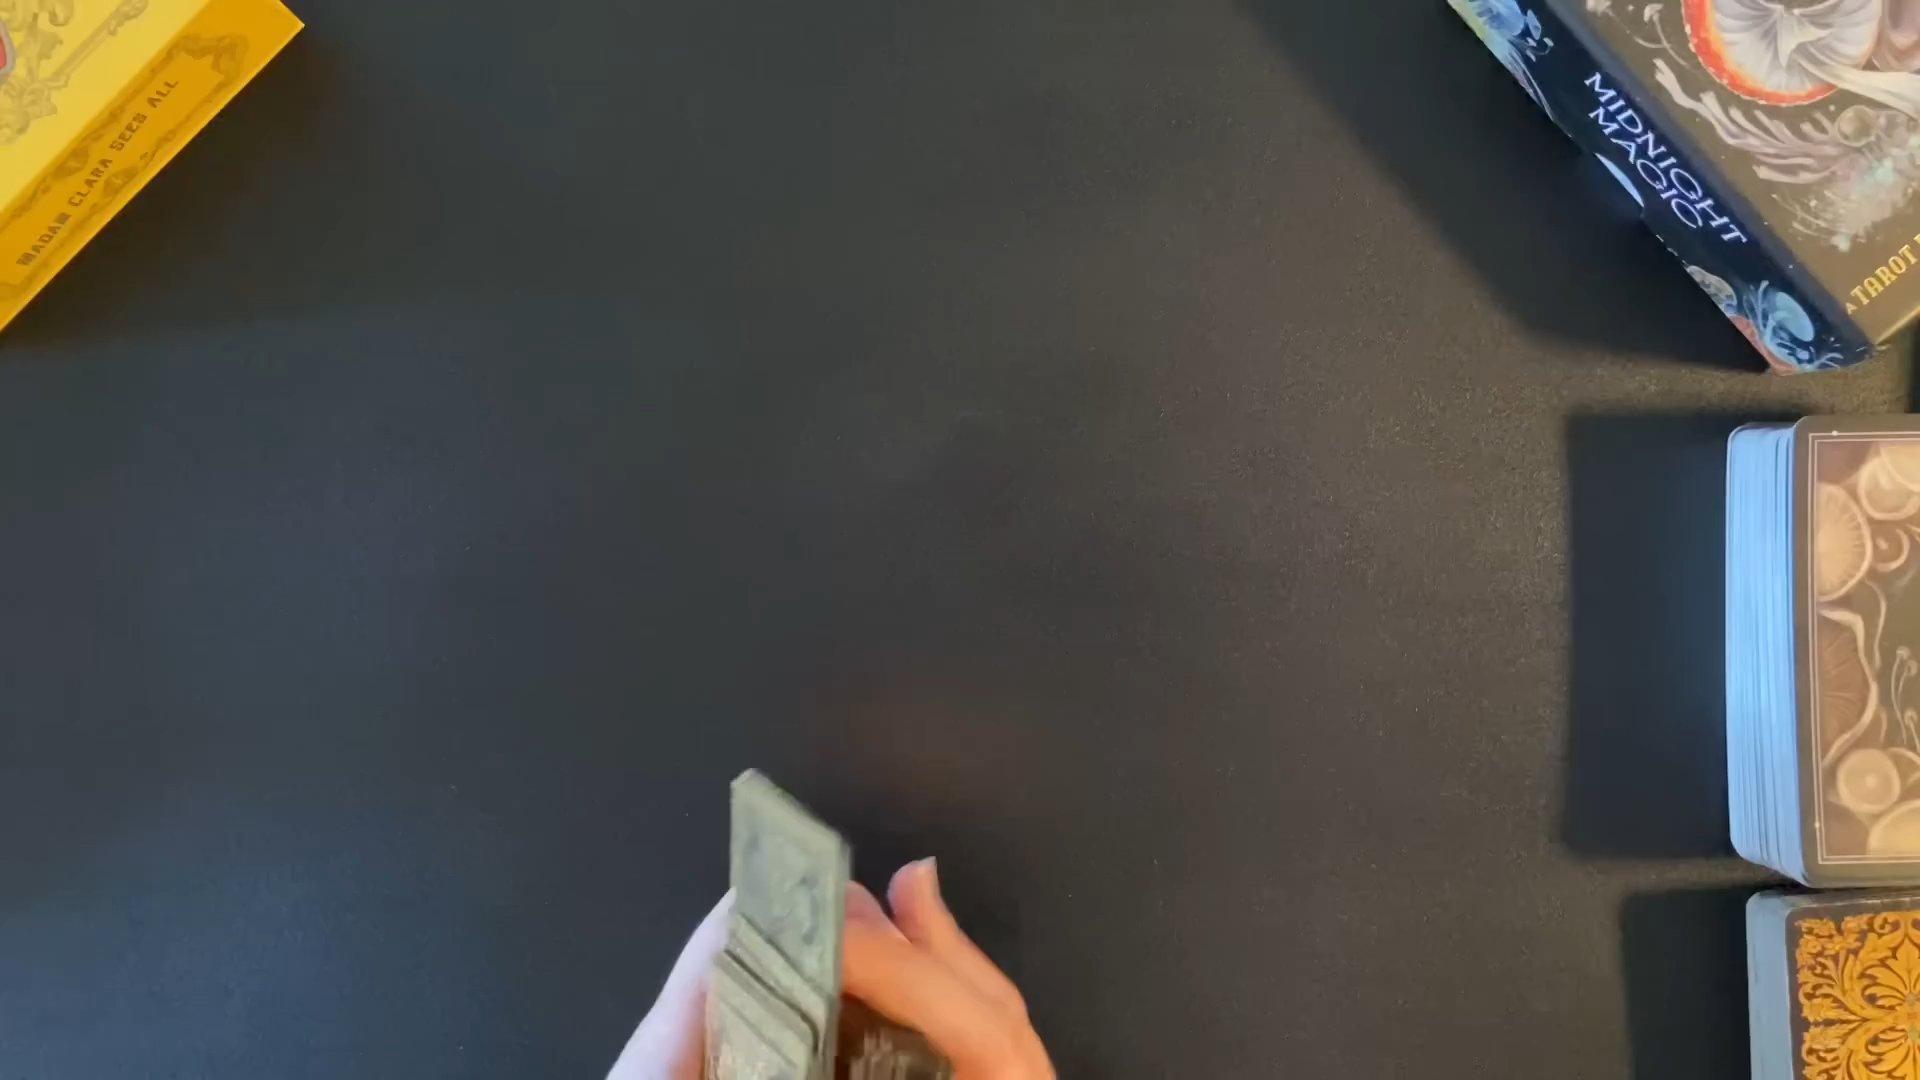 MADAM CLARA SEES ALL
MIDNIGHT
MAGIC
A TAROT